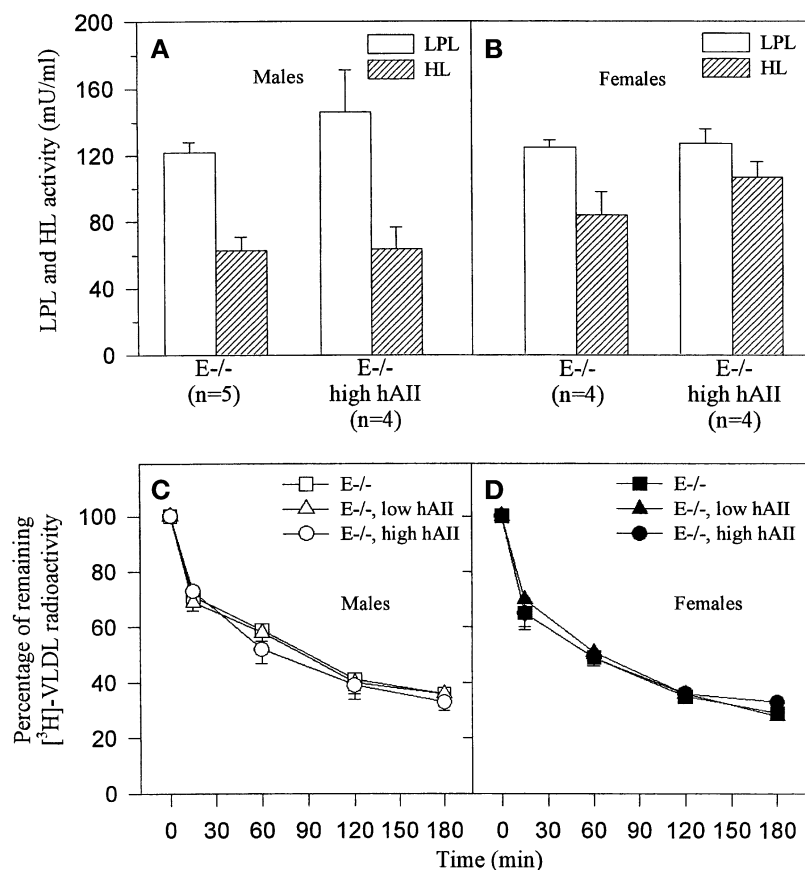 LPL and HL activity (mU/ml)
200
160
120
80
40
0
A
Males
LPL
HL
B
Females
LPL
HL
E-/-
(n=5)
E-/-
high hAII
(n=4)
E-/-
(n=4)
E-/-
high hAII
(n=4)
Percentage of remaining
[³H]-VLDL radioactivity
100
80
60
40
20
0
C
E-/-
E-/-, low hAII
E-/-, high hAII
Males
D
E-/-
E-/-, low hAII
E-/-, high hAII
Females
0 30 60 90 120 150 180
0 30 60 90 120 150 180
Time (min)